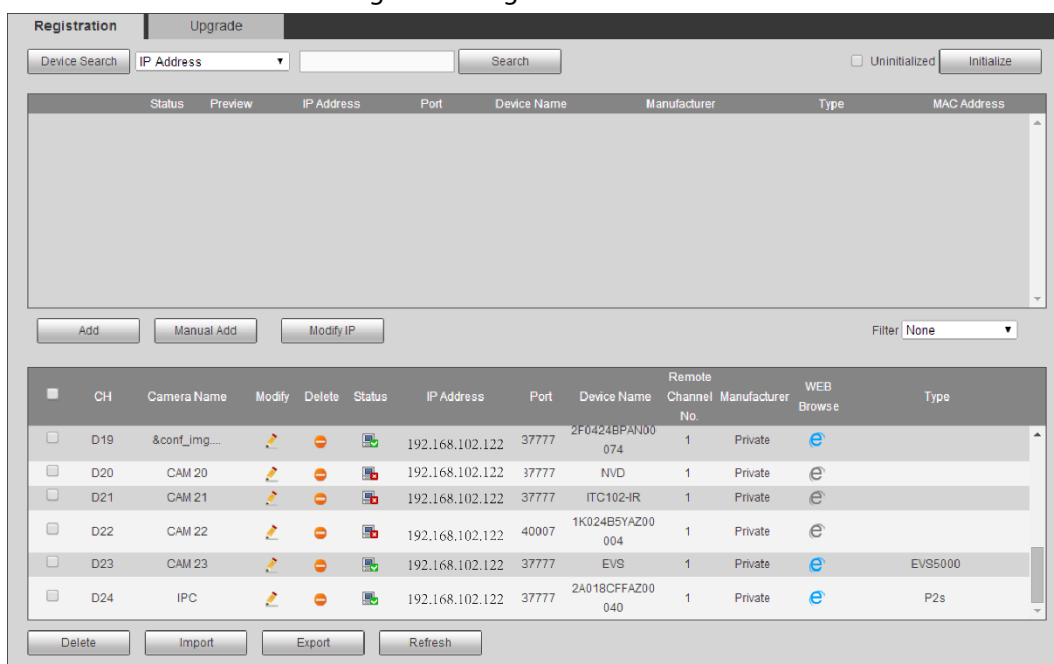 Registration Upgrade
Device Search IP Address Search Uninitialized Initialize
Status Preview IP Address Port Device Name Manufacturer Type MAC Address
Add Manual Add Modify IP Filter None
CH Camera Name Modify Delete Status IP Address Port Device Name Remote Channel No. Manufacturer WEB Browse Type
D19 &conf_img.... 192.168.102.122 37777 2F0424BPAN00074 1 Private
D20 CAM 20 192.168.102.122 37777 NVD 1 Private
D21 CAM 21 192.168.102.122 37777 ITC102-IR 1 Private
D22 CAM 22 192.168.102.122 40007 1K024B5YAZ00004 1 Private
D23 CAM 23 192.168.102.122 37777 EVS 1 Private EVS5000
D24 IPC 192.168.102.122 37777 2A018CFFAZ00040 1 Private P2s
Delete Import Export Refresh